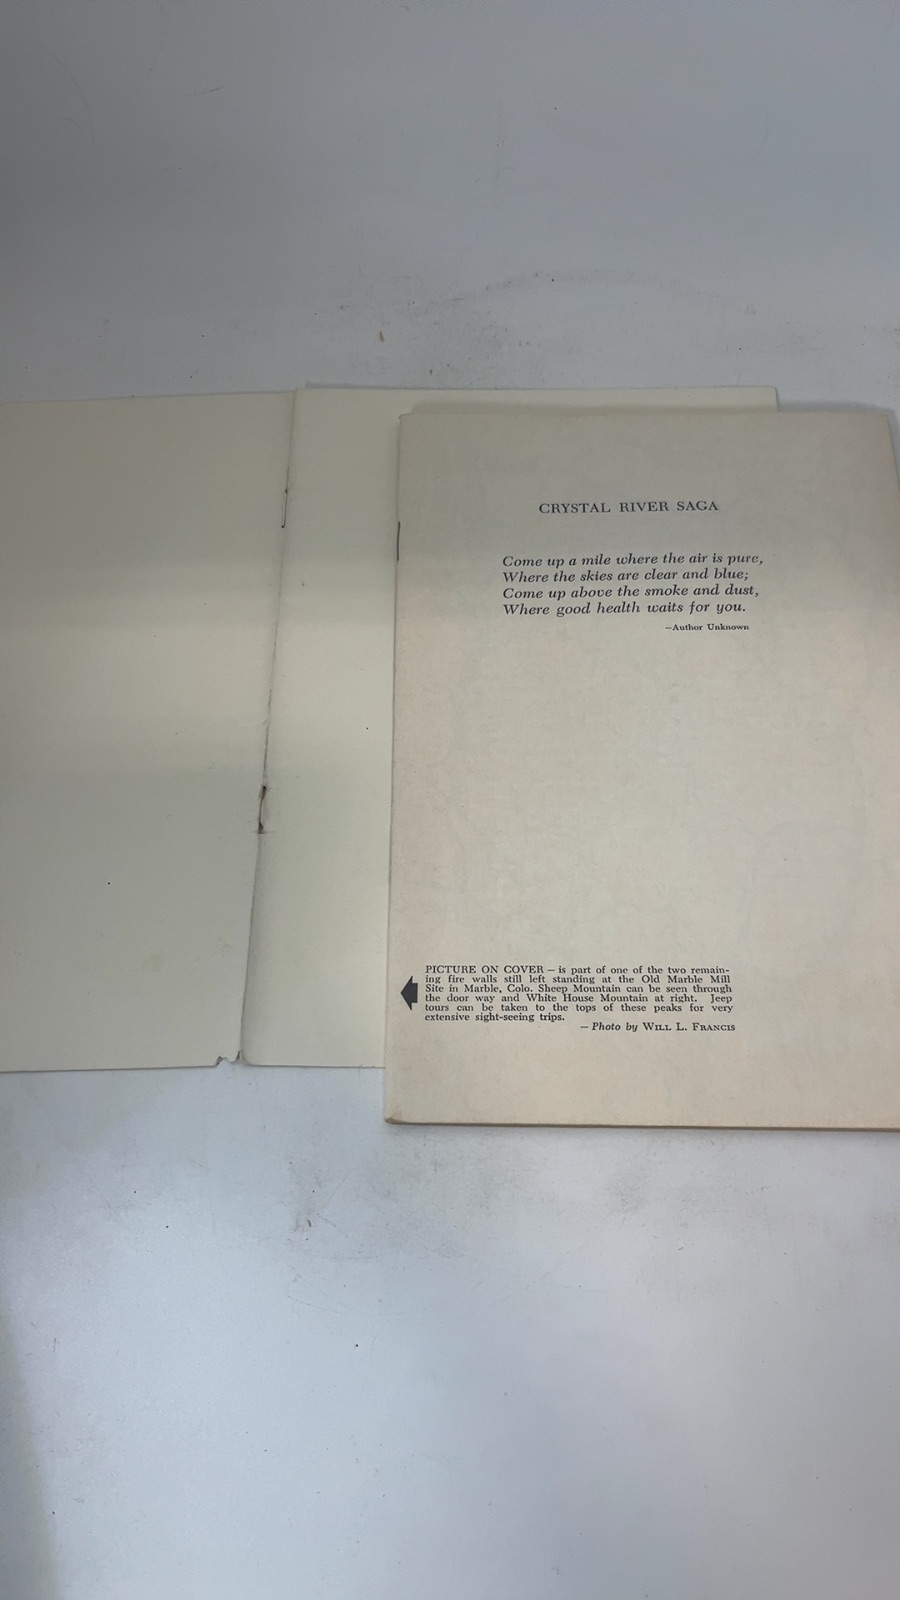 CRYSTAL RIVER SAGA
Come up a mile where the air is pure,
Where the skies are clear and blue;
Come up above the smoke and dust,
Where good health waits for you.
—Author Unknown
PICTURE ON COVER — is part of one of the two remain-
ing fire walls still left standing at the Old Marble Mill
Site in Marble, Colo. Sheep Mountain can be seen through
the door way and White House Mountain at right. Jeep
tours can be taken to the tops of these peaks for very
extensive sight-seeing trips.
— Photo by WILL L. FRANCIS